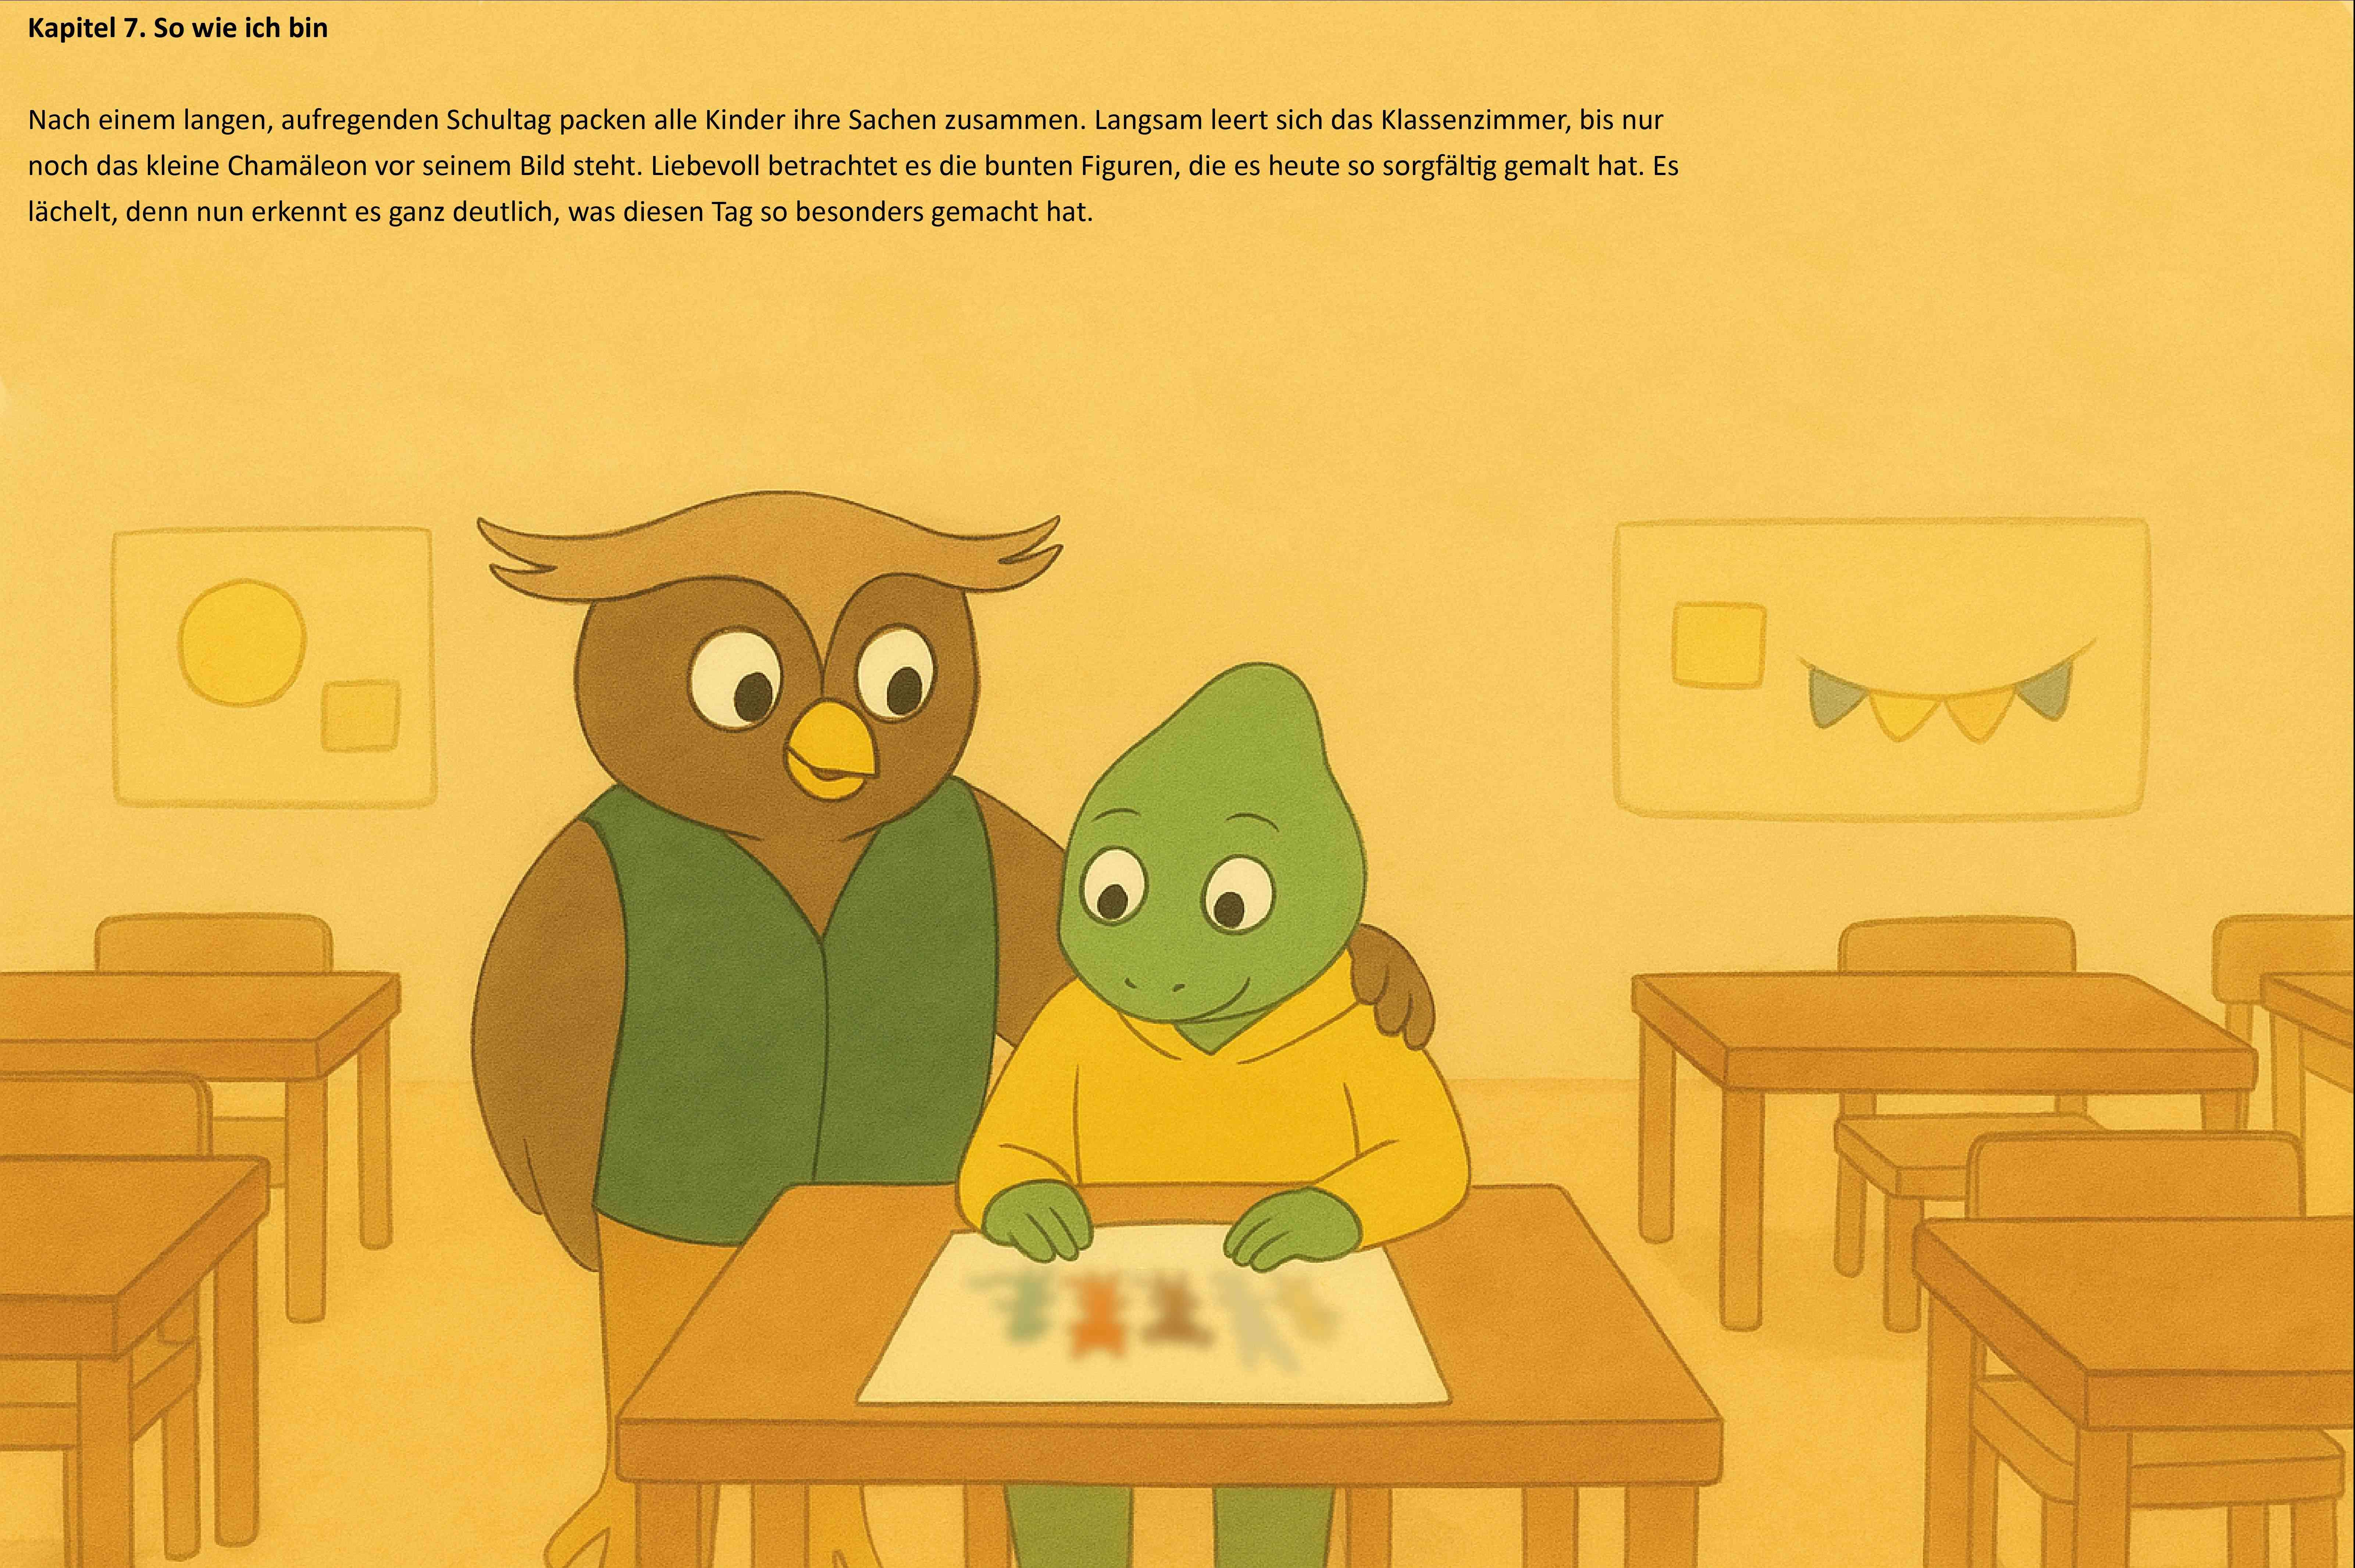 Kapitel 7. So wie ich bin
Nach einem langen, aufregenden Schultag packen alle Kinder ihre Sachen zusammen. Langsam leert sich das Klassenzimmer, bis nur
noch das kleine Chamäleon vor seinem Bild steht. Liebevoll betrachtet es die bunten Figuren, die es heute so sorgfältig gemalt hat. Es
lächelt, denn nun erkennt es ganz deutlich, was diesen Tag so besonders gemacht hat.